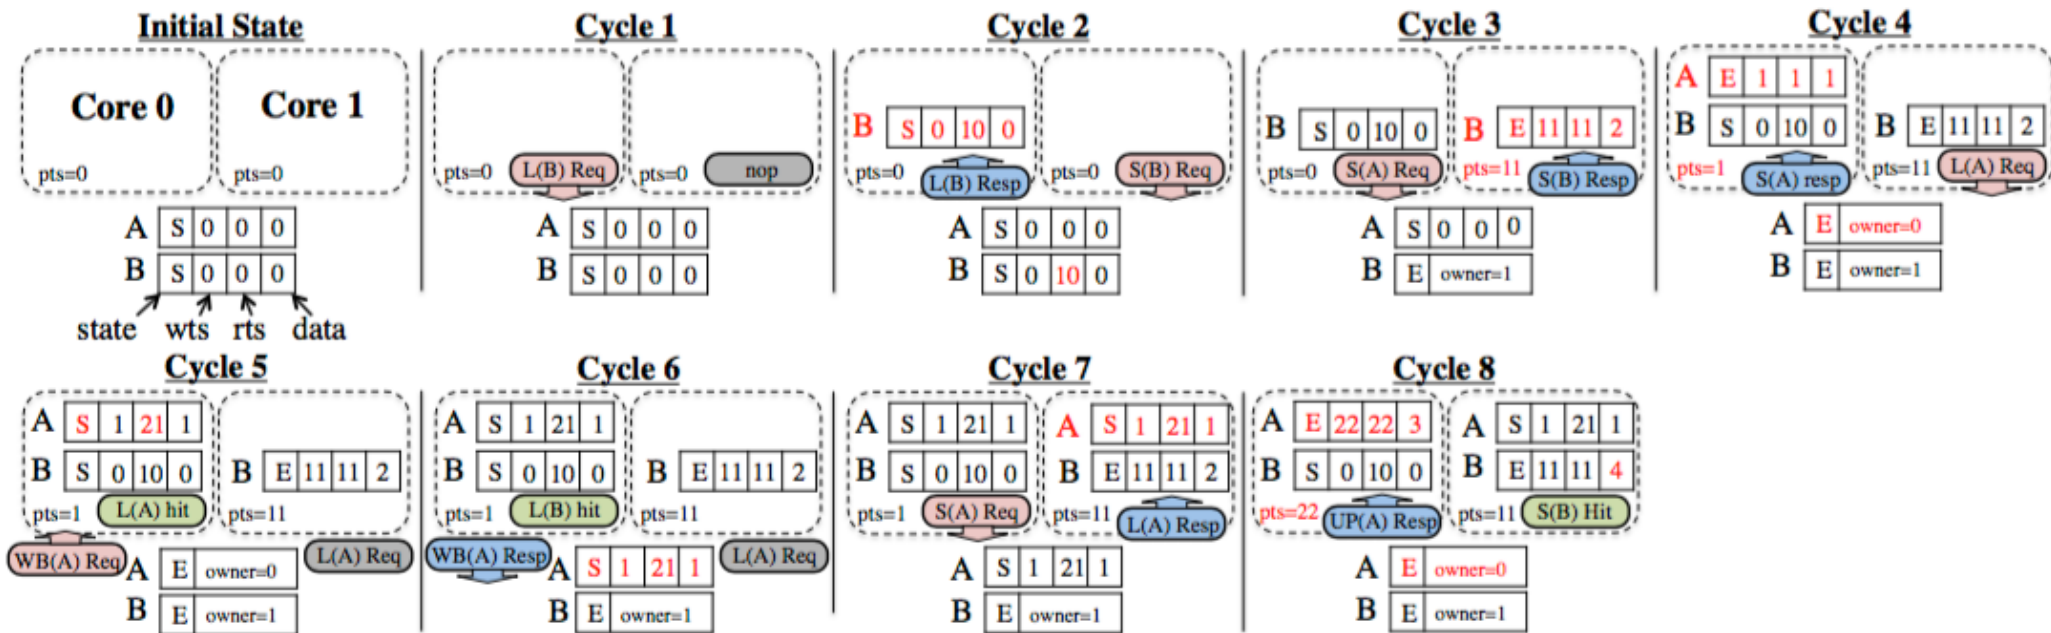 Initial State
Core 0 Core 1
pts=0 pts=0
A S 0 0 0
B S 0 0 0
state wts rts data
Cycle 1
pts=0 L(B) Req pts=0 nop
A S 0 0 0
B S 0 0 0
Cycle 2
B S 0 10 0
pts=0 L(B) Resp pts=0 S(B) Req
A S 0 0 0
B S 0 10 0
Cycle 3
B S 0 10 0 B E 11 11 2
pts=0 S(A) Req pts=11 S(B) Resp
A S 0 0 0
B E owner=1
Cycle 4
A E 1 1 1
B S 0 10 0 B E 11 11 2
pts=1 S(A) resp pts=11 L(A) Req
A E owner=0
B E owner=1
Cycle 5
A S 1 21 1
B S 0 10 0 B E 11 11 2
pts=1 L(A) hit pts=11
WB(A) Req A E owner=0 L(A) Req
B E owner=1
Cycle 6
A S 1 21 1
B S 0 10 0 B E 11 11 2
pts=1 L(B) hit pts=11
WB(A) Resp A S 1 21 1 L(A) Req
B E owner=1
Cycle 7
A S 1 21 1 A S 1 21 1
B S 0 10 0 B E 11 11 2
pts=1 S(A) Req pts=11 L(A) Resp
A S 1 21 1
B E owner=1
Cycle 8
A E 22 22 3 A S 1 21 1
B S 0 10 0 B E 11 11 4
pts=22 UP(A) Resp pts=11 S(B) Hit
A E owner=0
B E owner=1